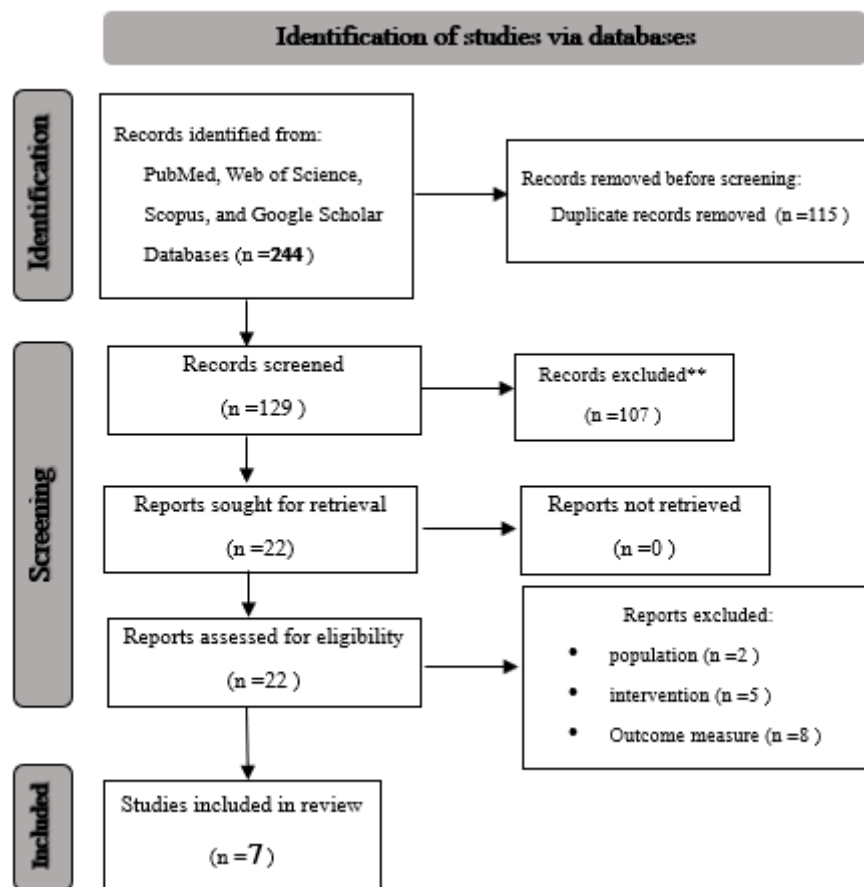 Identification of studies via databases
Identification
Records identified from:
PubMed, Web of Science,
Scopus, and Google Scholar
Databases (n =244 )
Records removed before screening:
Duplicate records removed (n =115 )
Screening
Records screened
(n =129 )
Records excluded**
(n =107 )
Reports sought for retrieval
(n =22)
Reports not retrieved
(n =0 )
Reports assessed for eligibility
(n =22 )
Reports excluded:
• population (n =2 )
• intervention (n =5 )
• Outcome measure (n =8 )
Included
Studies included in review
(n =7 )